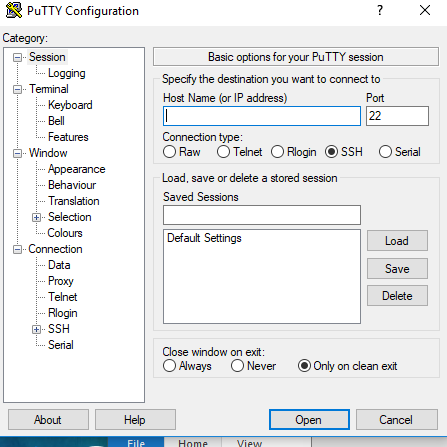 PuTTY Configuration
Category:
Session
Logging
Terminal
Keyboard
Bell
Features
Window
Appearance
Behaviour
Translation
Selection
Colours
Connection
Data
Proxy
Telnet
Rlogin
SSH
Serial
Basic options for your PuTTY session
Specify the destination you want to connect to
Host Name (or IP address) Port
22
Connection type:
Raw Telnet Rlogin SSH Serial
Load, save or delete a stored session
Saved Sessions
Default Settings
Load
Save
Delete
Close window on exit:
Always Never Only on clean exit
About Help Open Cancel
File Home View